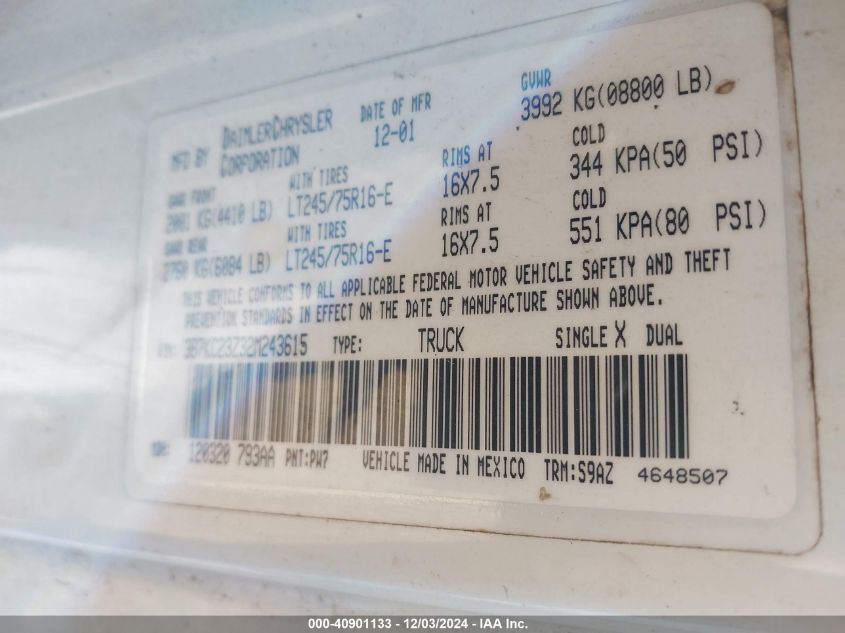 MFD BY DAIMLERCHRYSLER CORPORATION DATE OF MFR 12-01 GVWR 3992 KG(08800 LB)
GAWR FRONT WITH TIRES RIMS AT COLD
2001 KG(4410 LB) LT245/75R16-E 16X7.5 344 KPA(50 PSI)
GAWR REAR WITH TIRES RIMS AT COLD
2760 KG(6084 LB) LT245/75R16-E 16X7.5 551 KPA(80 PSI)
THIS VEHICLE CONFORMS TO ALL APPLICABLE FEDERAL MOTOR VEHICLE SAFETY AND THEFT
PREVENTION STANDARDS IN EFFECT ON THE DATE OF MANUFACTURE SHOWN ABOVE.
VIN: 3B7KC23Z32M243615 TYPE: TRUCK SINGLE X DUAL
MDH: 120320 793AA PNT:PW7 VEHICLE MADE IN MEXICO TRM:S9AZ 4648507
000-40901133 - 12/03/2024 - IAA Inc.